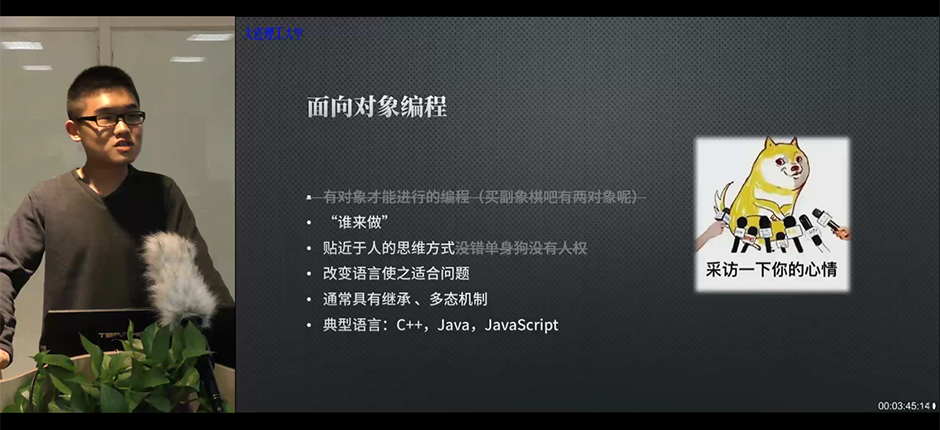 大连理工大学
面向对象编程
• 有对象才能进行的编程（买副象棋吧有两对象呢）
• “谁来做”
• 贴近于人的思维方式没错单身狗没有人权
• 改变语言使之适合问题
• 通常具有继承、多态机制
• 典型语言：C++，Java，JavaScript
采访一下你的心情
00:03:45:14